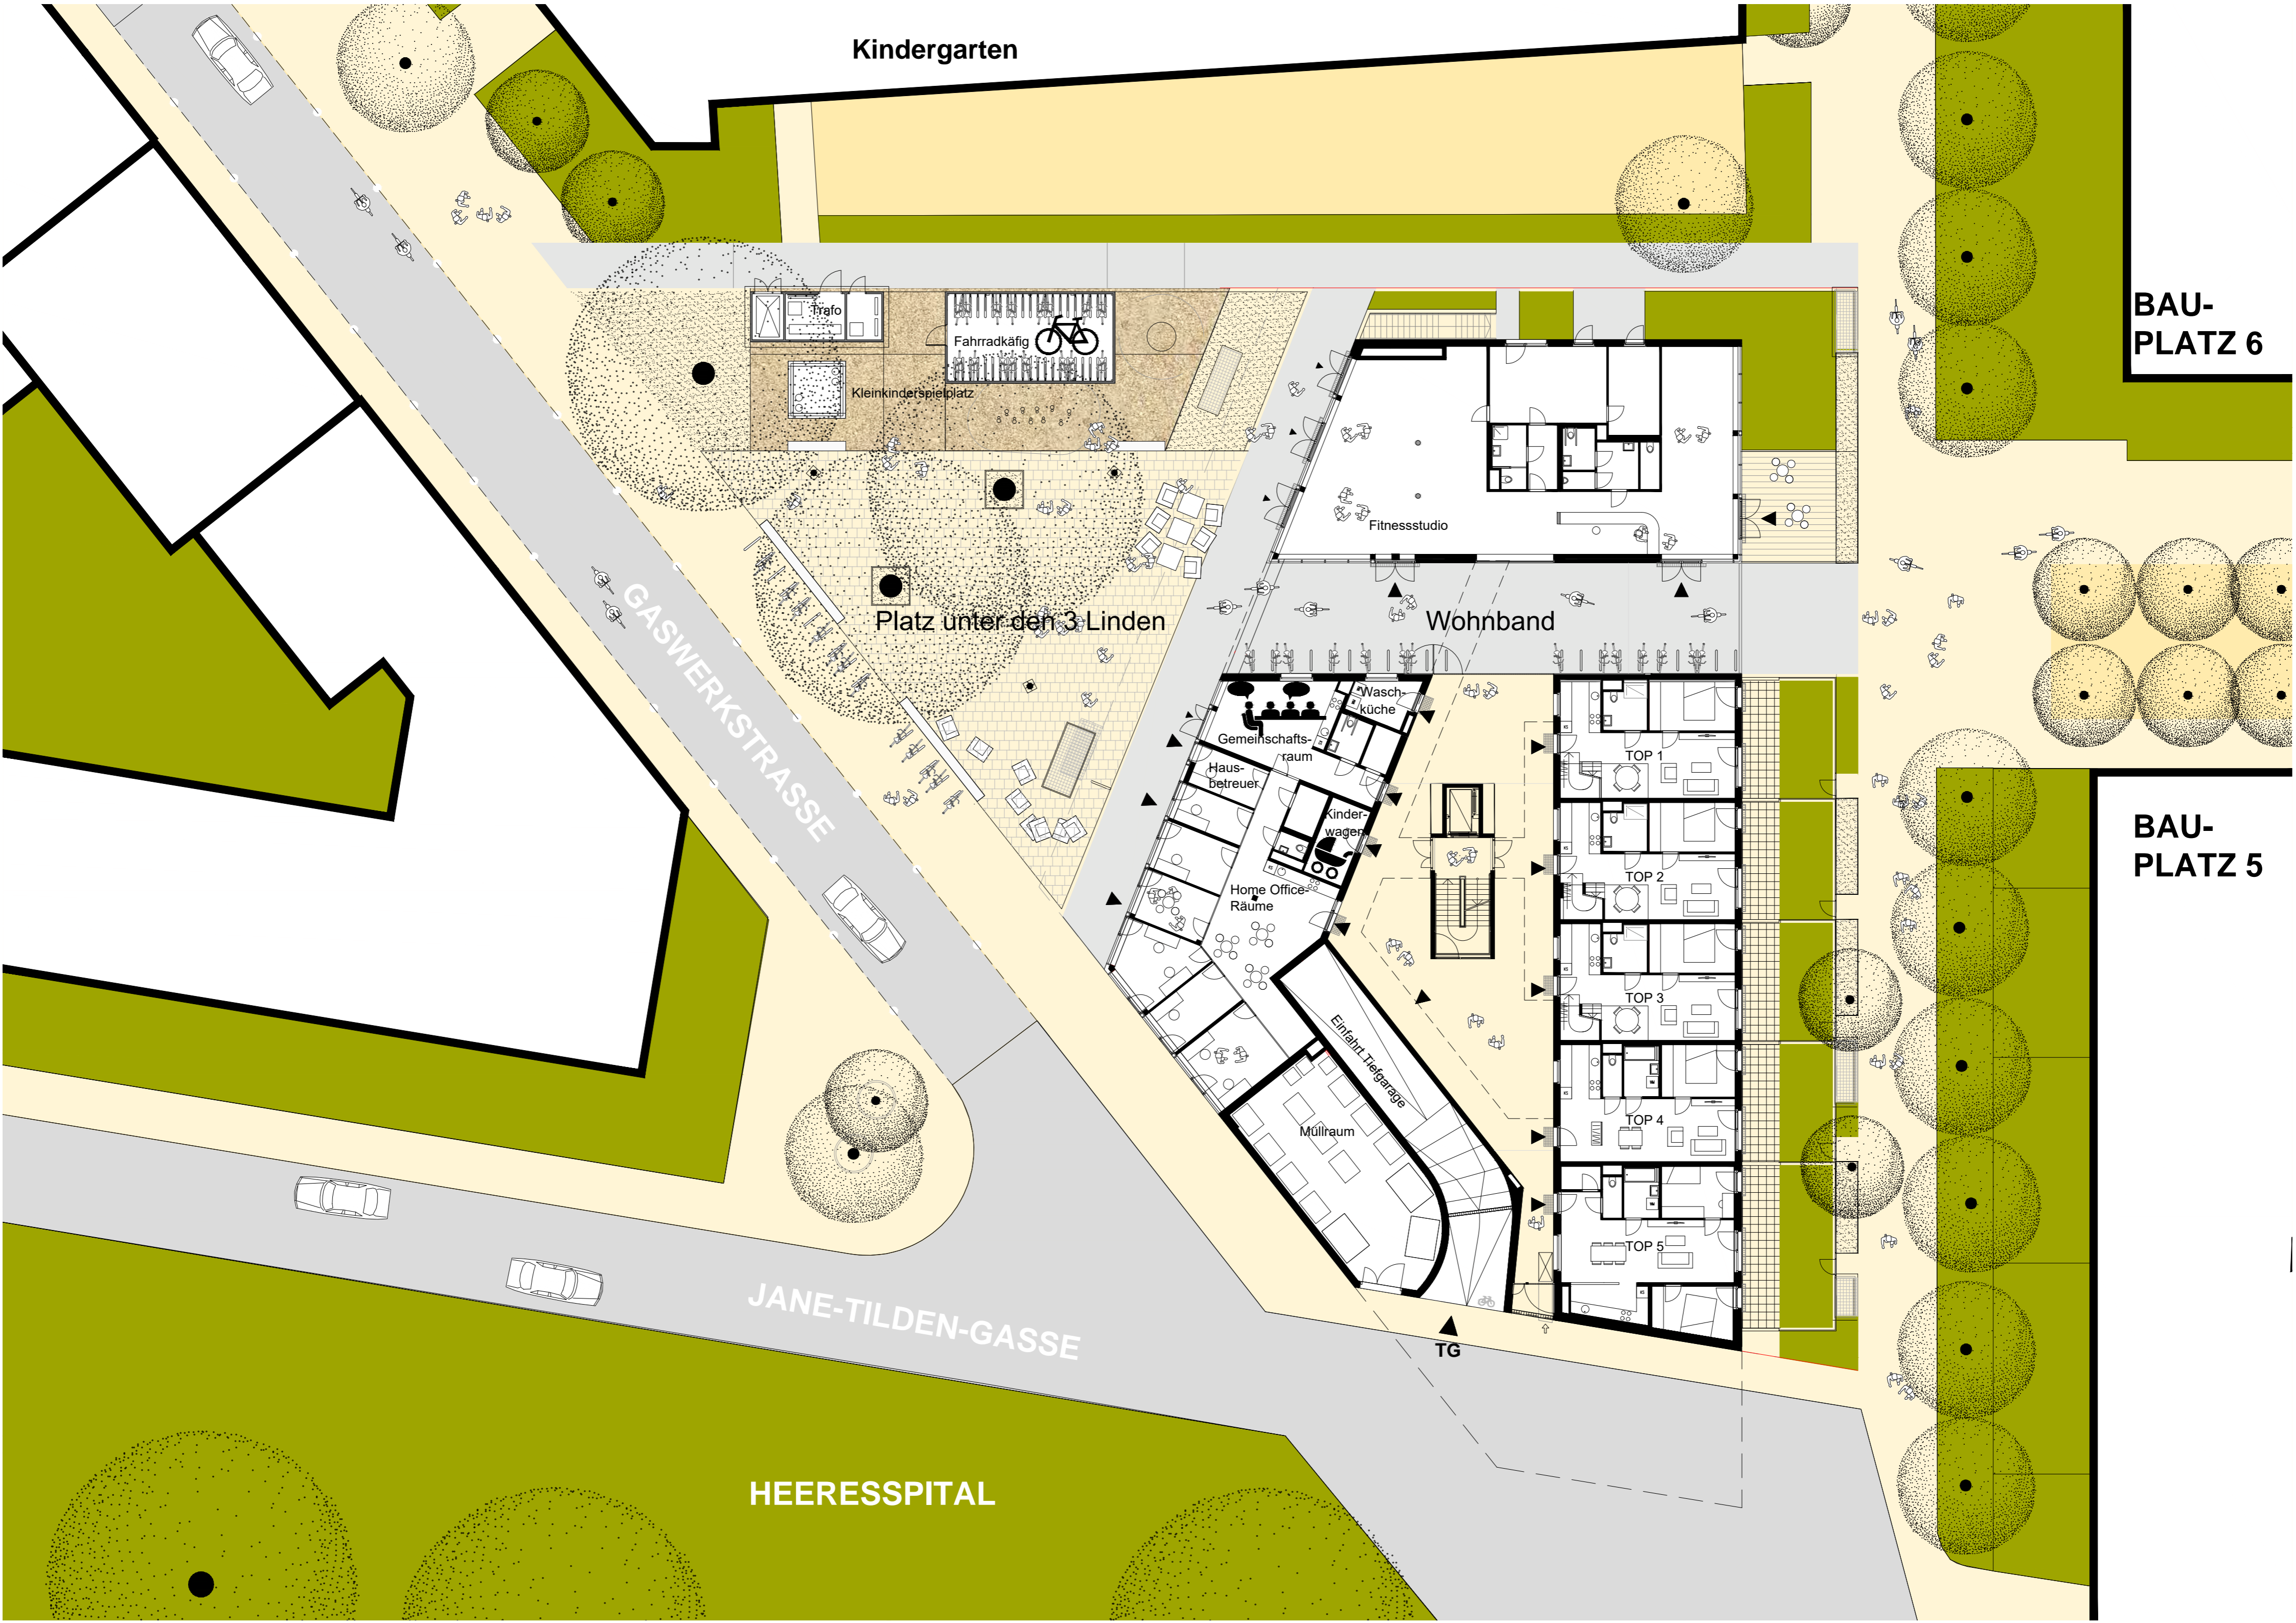 Kindergarten
BAU-
PLATZ 6
Trafo
Fahrradkäfig
Kleinkinderspielplatz
Fitnessstudio
GASWERKSTRASSE
Platz unter den 3 Linden
Wohnband
Wasch-
küche
Gemeinschafts-
raum
Haus-
betreuer
Kinder-
wagen
Home Office-
Räume
TOP 1
TOP 2
TOP 3
TOP 4
TOP 5
BAU-
PLATZ 5
Einfahrt Tiefgarage
Müllraum
TG
JANE-TILDEN-GASSE
HEERESSPITAL